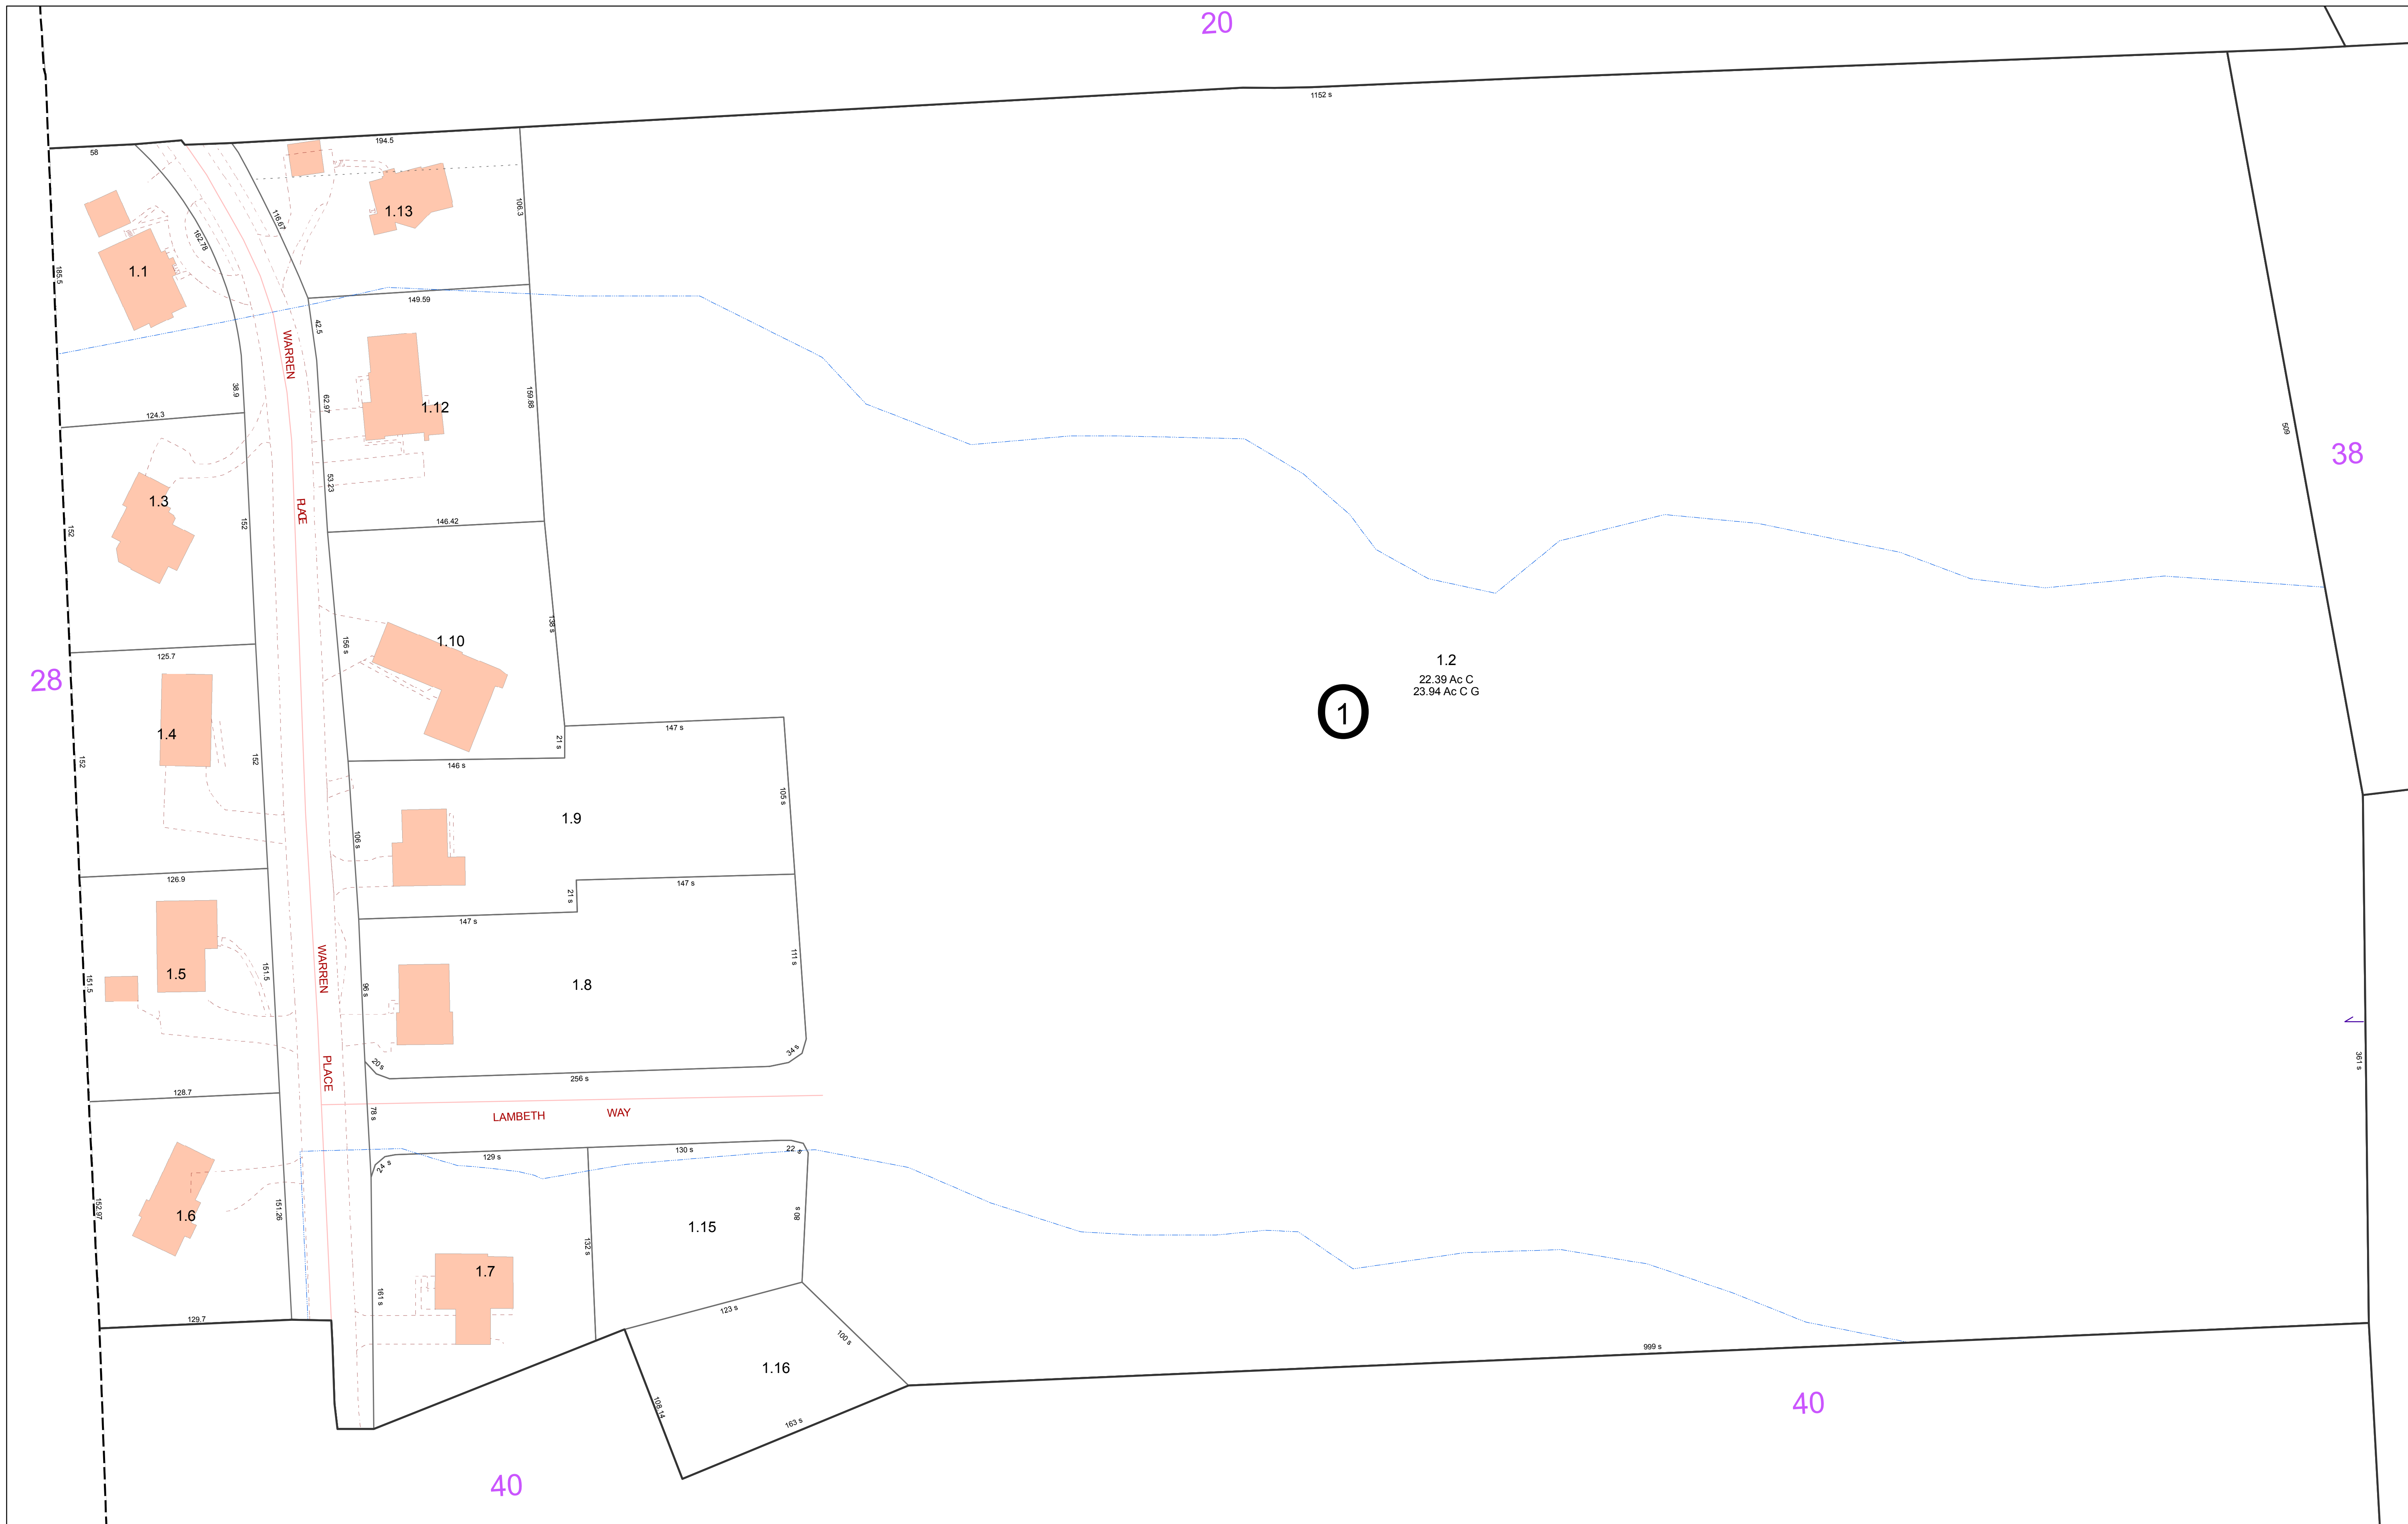 20
1152 s
194.5
58
116.67
106.3
1.13
162.78
1.1
185.5
149.59
42.5
WARREN
38.9
62.97
159.88
1.12
124.3
509
38
53.23
1.3
PLACE
152
152
146.42
138 s
156 s
1.10
125.7
1.2
22.39 Ac C
23.94 Ac C G
28
1
147 s
1.4
21 s
152
152
146 s
105 s
1.9
106 s
126.9
147 s
21 s
147 s
WARREN
111 s
1.5
151.5
151.5
96 s
1.8
34 s
20 s
361 s
PLACE
256 s
128.7
78 s
LAMBETH WAY
22 s
130 s
129 s
24 s
152.97
151.26
1.6
80 s
1.15
132 s
1.7
161 s
123 s
129.7
100 s
999 s
1.16
40
108.14
163 s
40